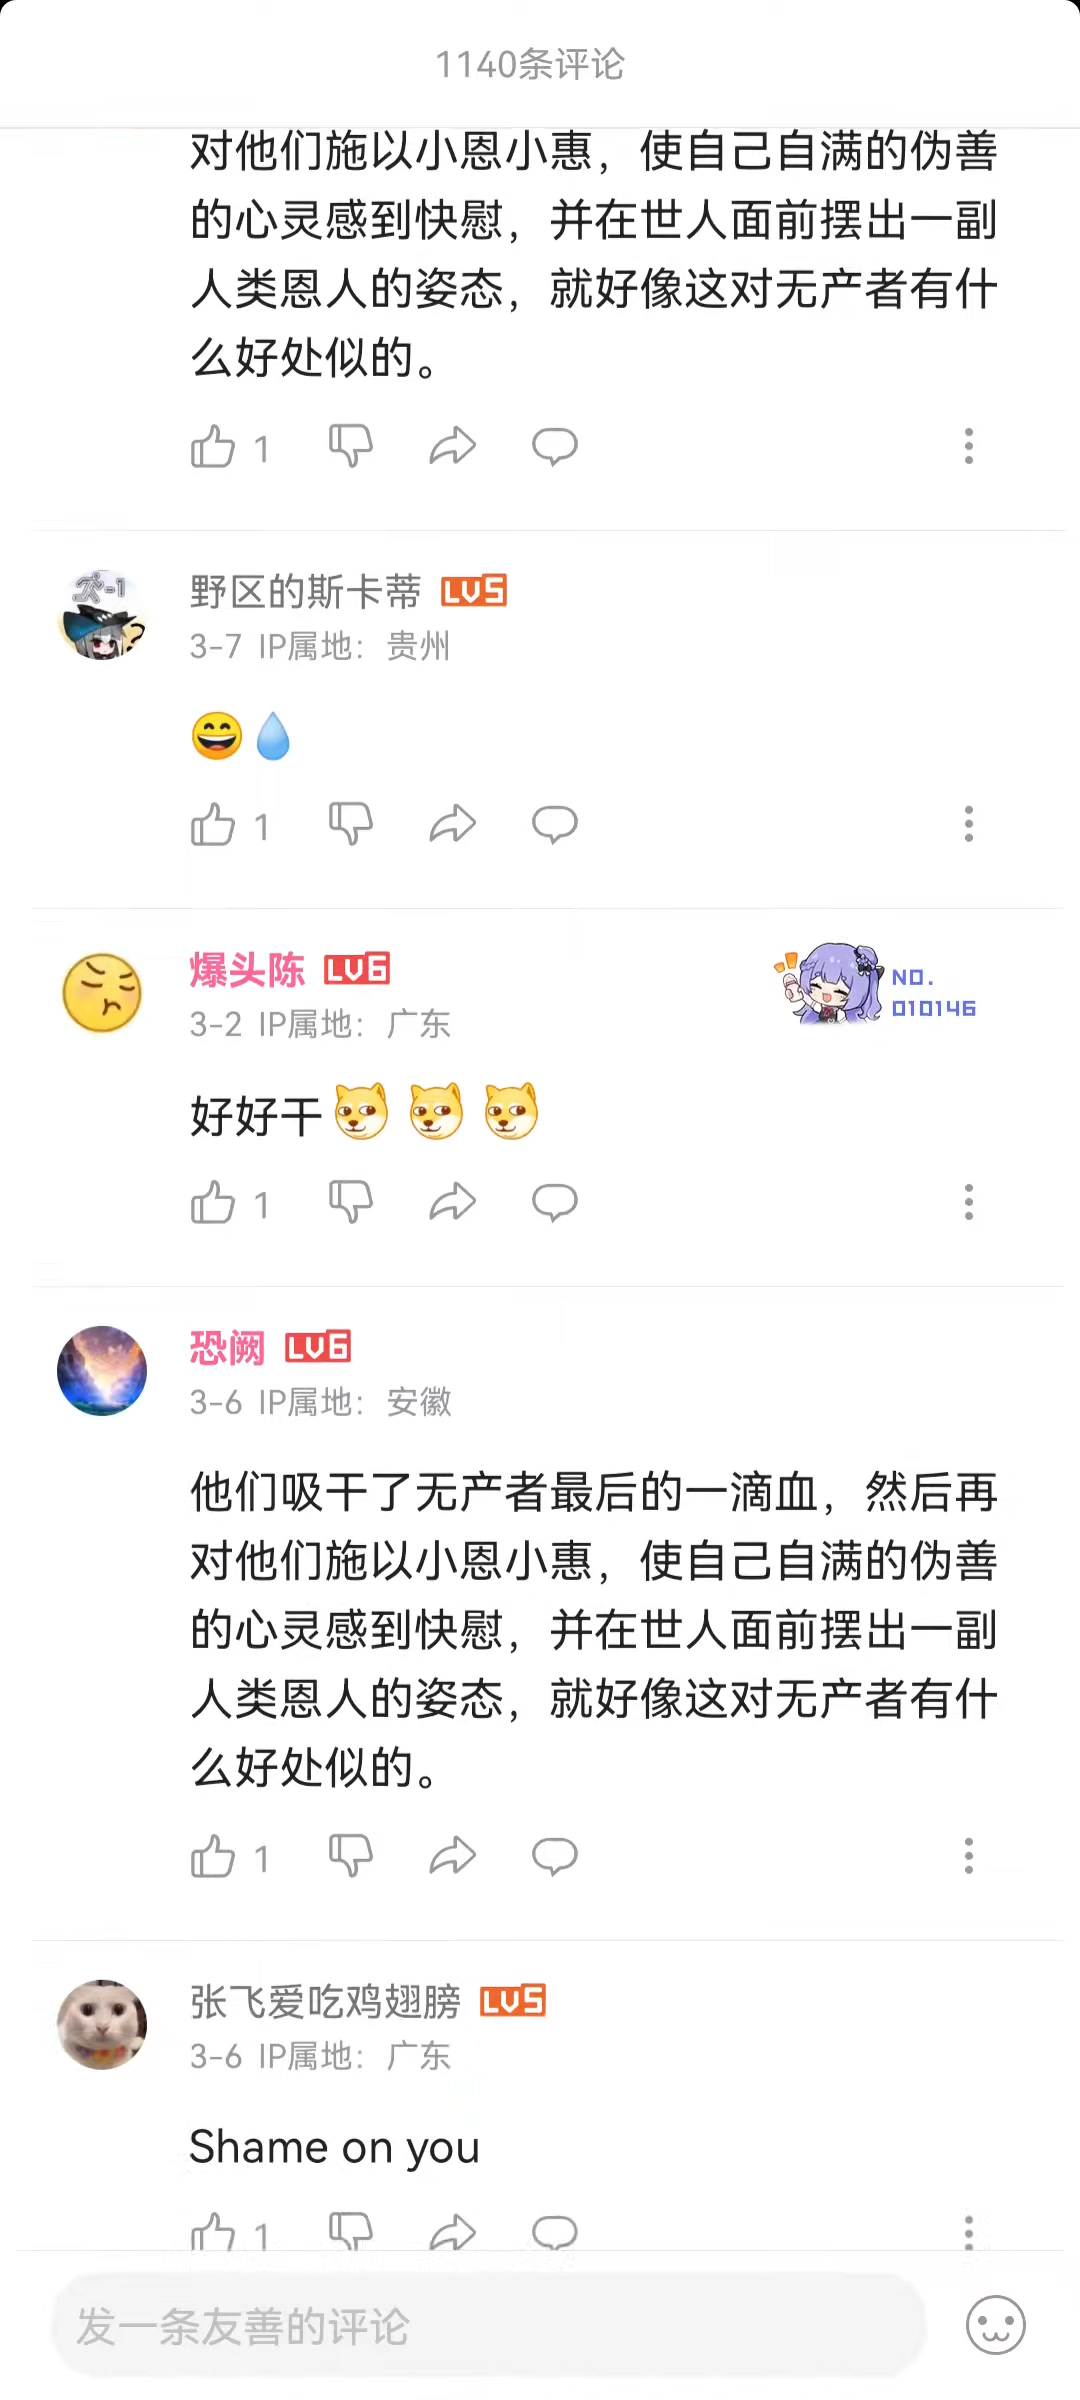 1140条评论
对他们施以小恩小惠，使自己自满的伪善
的心灵感到快慰，并在世人面前摆出一副
人类恩人的姿态，就好像这对无产者有什
么好处似的。
1
野区的斯卡蒂 LV5
3-7 IP属地：贵州
😄💧
1
爆头陈 LV6
NO.
010146
3-2 IP属地：广东
好好干
1
恐阙 LV6
3-6 IP属地：安徽
他们吸干了无产者最后的一滴血，然后再
对他们施以小恩小惠，使自己自满的伪善
的心灵感到快慰，并在世人面前摆出一副
人类恩人的姿态，就好像这对无产者有什
么好处似的。
1
张飞爱吃鸡翅膀 LV5
3-6 IP属地：广东
Shame on you
1
发一条友善的评论